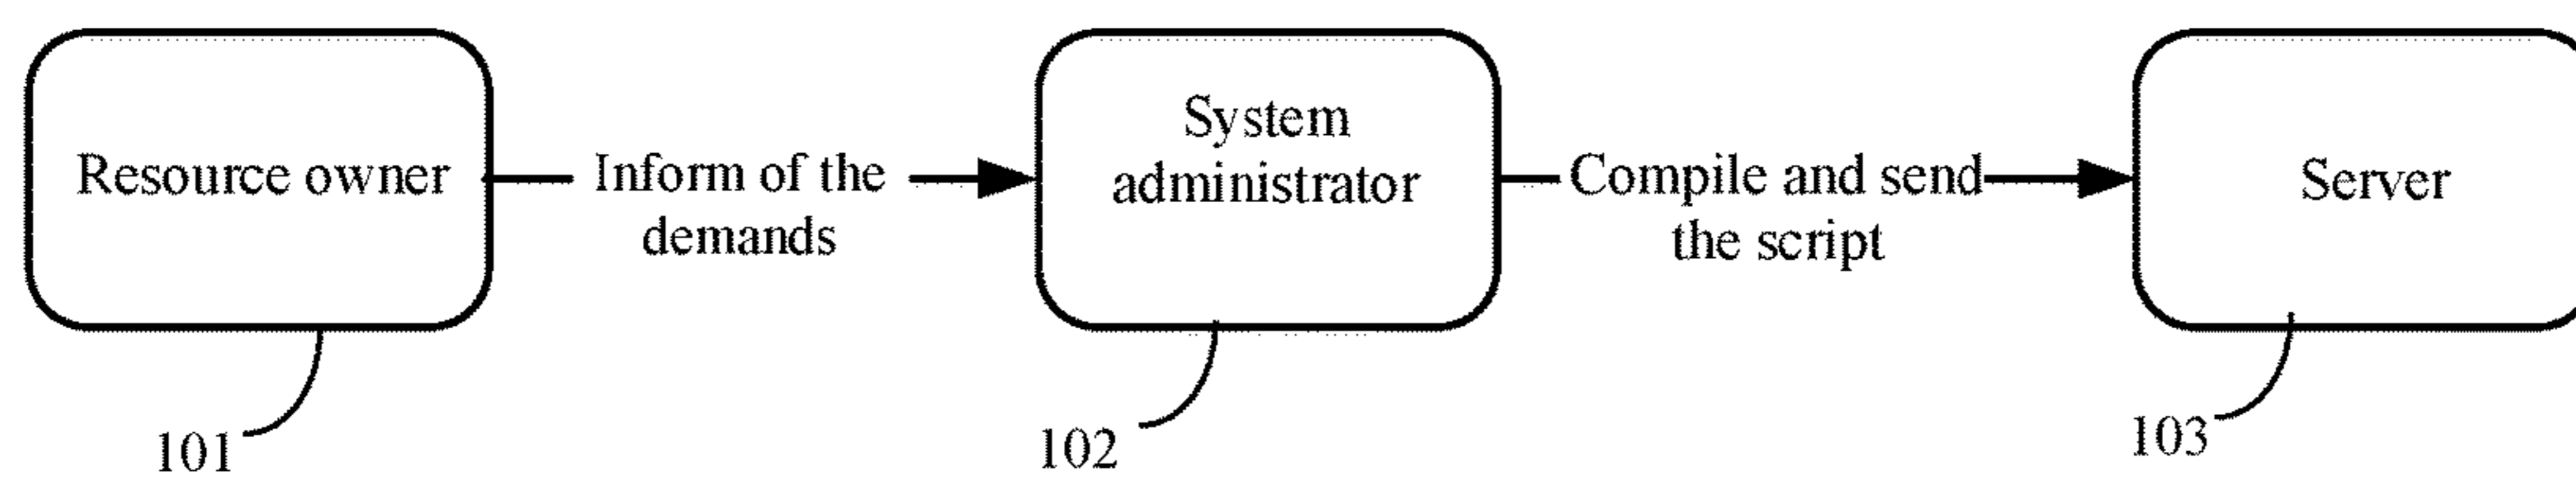 Resource owner
Inform of the
demands
System
administrator
Compile and send
the script
Server
101
102
103